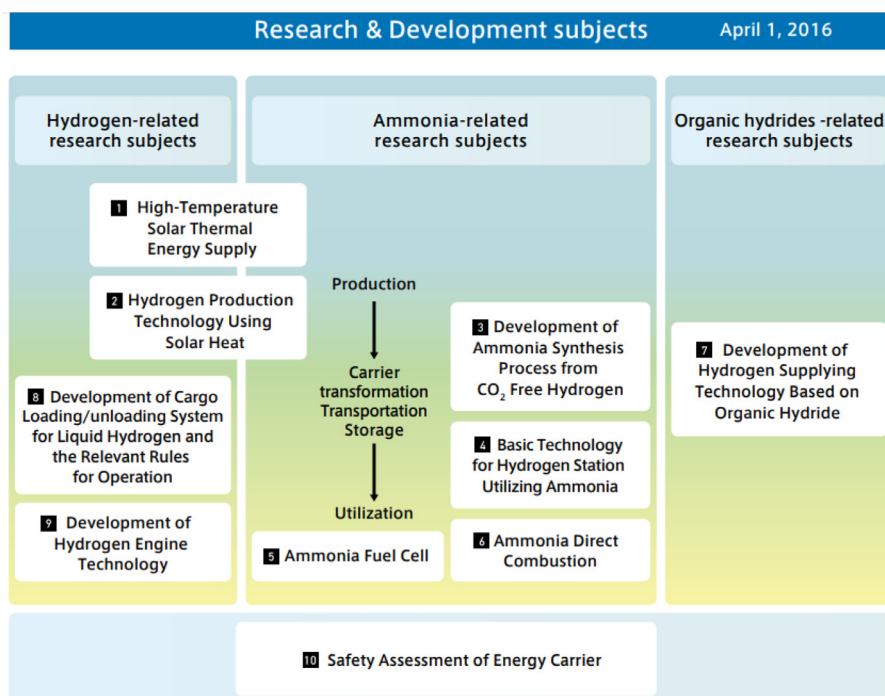 Research & Development subjects
April 1, 2016
Hydrogen-related
research subjects
Ammonia-related
research subjects
Organic hydrides -related
research subjects
1 High-Temperature
Solar Thermal
Energy Supply
2 Hydrogen Production
Technology Using
Solar Heat
8 Development of Cargo
Loading/unloading System
for Liquid Hydrogen and
the Relevant Rules
for Operation
9 Development of
Hydrogen Engine
Technology
Production
Carrier
transformation
Transportation
Storage
Utilization
3 Development of
Ammonia Synthesis
Process from
CO₂ Free Hydrogen
4 Basic Technology
for Hydrogen Station
Utilizing Ammonia
5 Ammonia Fuel Cell
6 Ammonia Direct
Combustion
7 Development of
Hydrogen Supplying
Technology Based on
Organic Hydride
10 Safety Assessment of Energy Carrier